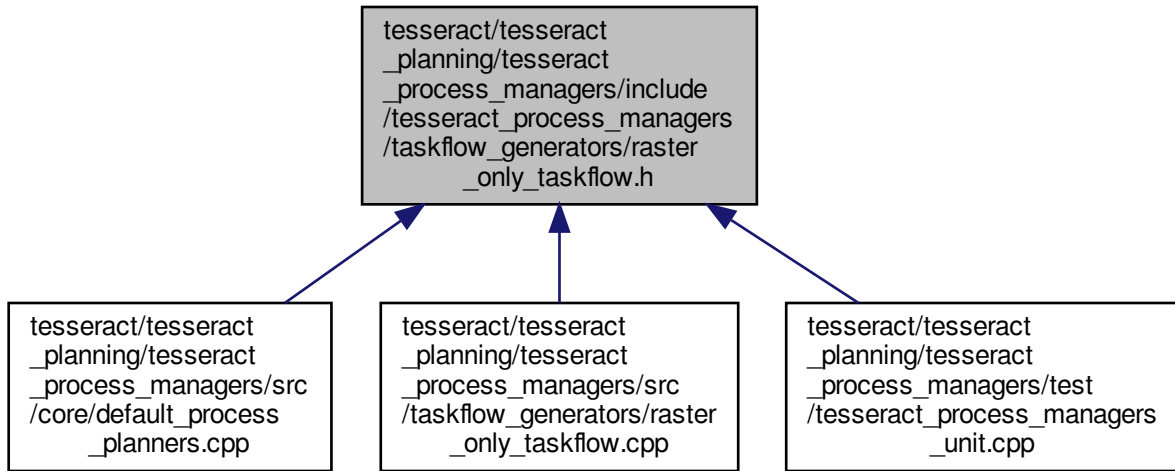 tesseract/tesseract
_planning/tesseract
_process_managers/include
/tesseract_process_managers
/taskflow_generators/raster
_only_taskflow.h
tesseract/tesseract
_planning/tesseract
_process_managers/src
/core/default_process
_planners.cpp
tesseract/tesseract
_planning/tesseract
_process_managers/src
/taskflow_generators/raster
_only_taskflow.cpp
tesseract/tesseract
_planning/tesseract
_process_managers/test
/tesseract_process_managers
_unit.cpp